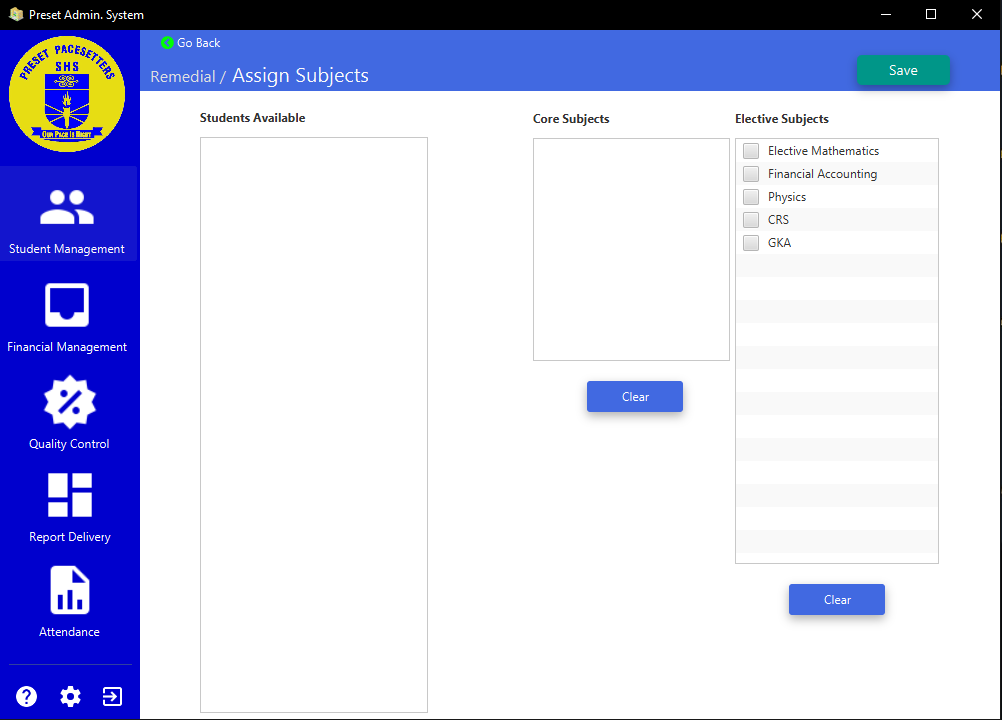 Preset Admin. System
PRESET PACESETTERS
SHS
OUR PACE IS MIGHT
Go Back
Remedial / Assign Subjects
Save
Student Management
Financial Management
Quality Control
Report Delivery
Attendance
Students Available
Core Subjects
Clear
Elective Subjects
Elective Mathematics
Financial Accounting
Physics
CRS
GKA
Clear